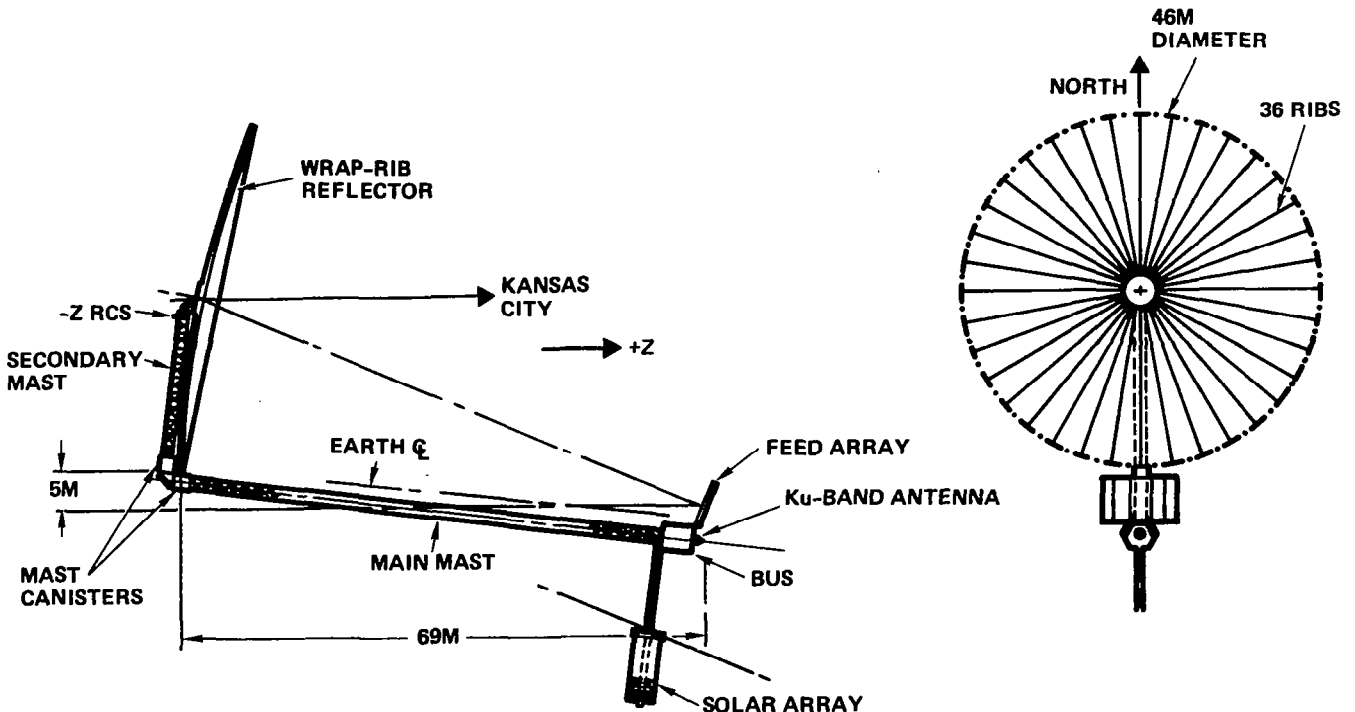 46M
DIAMETER
NORTH
36 RIBS
WRAP-RIB
REFLECTOR
KANSAS
CITY
-Z RCS
+Z
SECONDARY
MAST
EARTH ℄
FEED ARRAY
5M
Ku-BAND ANTENNA
MAIN MAST
BUS
MAST
CANISTERS
69M
SOLAR ARRAY